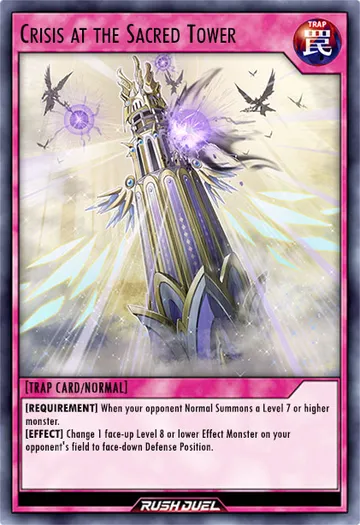 CRISIS AT THE SACRED TOWER
TRAP
罠
[TRAP CARD/NORMAL]
[REQUIREMENT] When your opponent Normal Summons a Level 7 or higher
monster.
[EFFECT] Change 1 face-up Level 8 or lower Effect Monster on your
opponent's field to face-down Defense Position.
RUSH DUEL